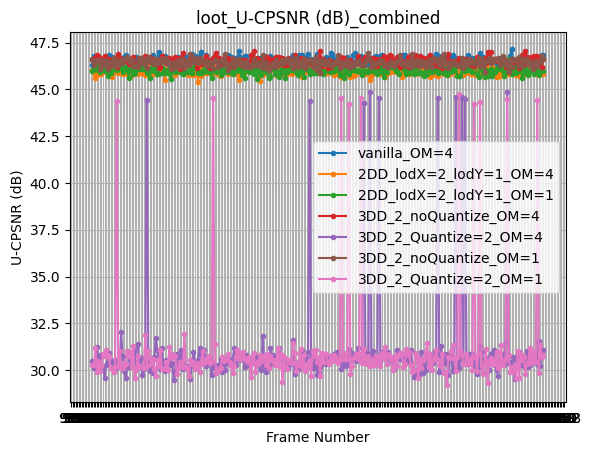 loot_U-CPSNR (dB)_combined
47.5
45.0
42.5
40.0
37.5
35.0
32.5
30.0
U-CPSNR (dB)
vanilla_OM=4
2DD_lodX=2_lodY=1_OM=4
2DD_lodX=2_lodY=1_OM=1
3DD_2_noQuantize_OM=4
3DD_2_Quantize=2_OM=4
3DD_2_noQuantize_OM=1
3DD_2_Quantize=2_OM=1
Frame Number